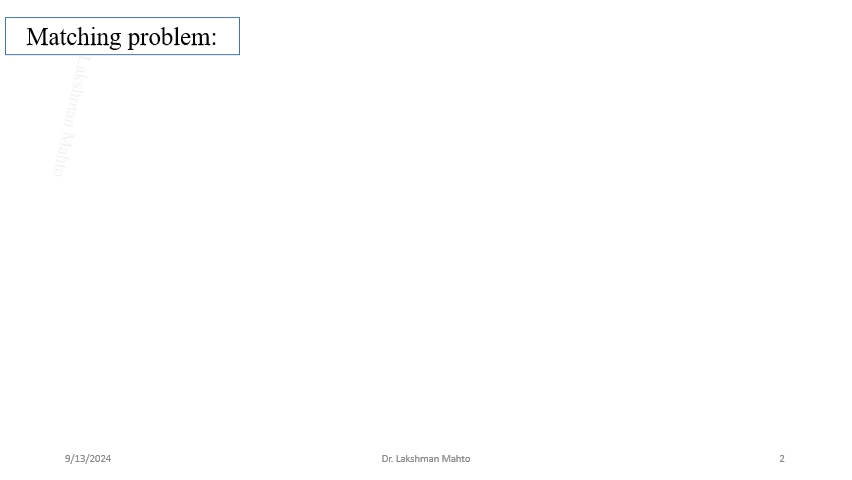 Matching problem:
Lakshman Mahto
9/13/2024
Dr. Lakshman Mahto
2